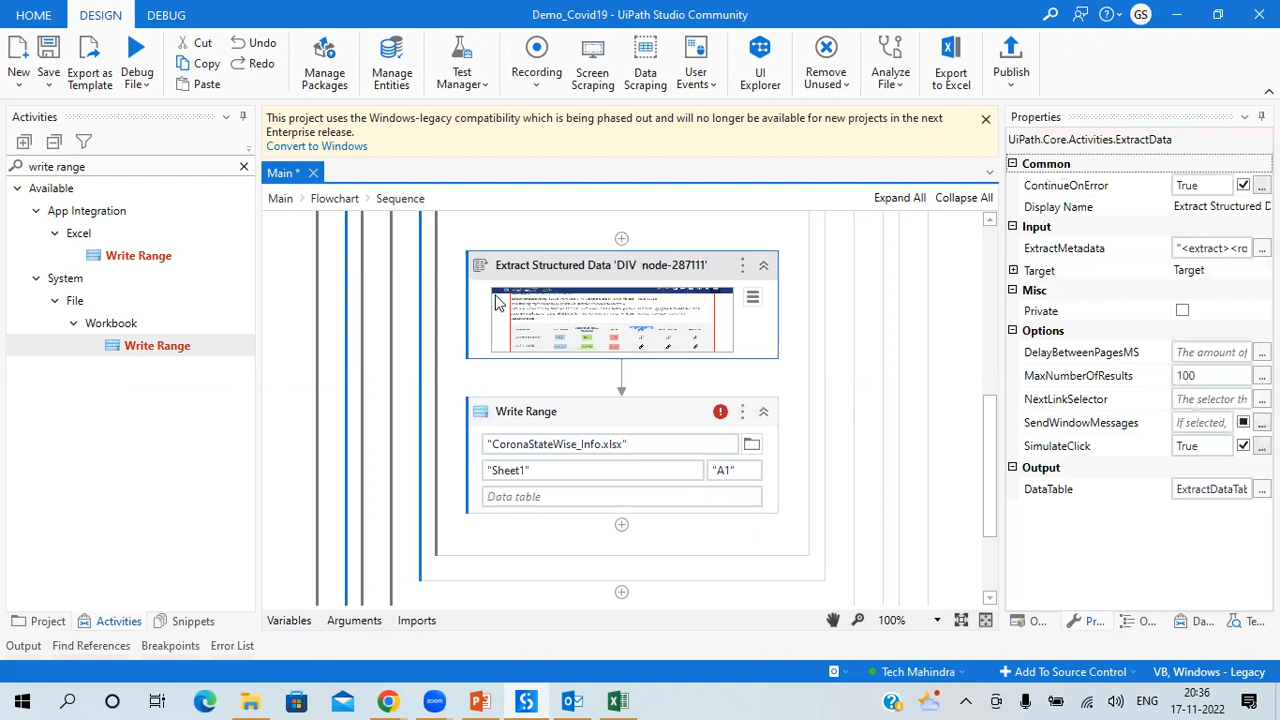 HOME DESIGN DEBUG
Demo_Covid19 - UiPath Studio Community
GS
New
Save
Export as Template
Debug File
Cut
Copy
Paste
Undo
Redo
Manage Packages
Manage Entities
Test Manager
Recording
Screen Scraping
Data Scraping
User Events
UI Explorer
Remove Unused
Analyze File
Export to Excel
Publish
Activities
write range
Available
App Integration
Excel
Write Range
System
File
Workbook
Write Range
Project Activities Snippets
This project uses the Windows-legacy compatibility which is being phased out and will no longer be available for new projects in the next
Enterprise release.
Convert to Windows
Main *
Main Flowchart Sequence
Expand All Collapse All
Extract Structured Data 'DIV node-287111'
Write Range
"CoronaStateWise_Info.xlsx"
"Sheet1" "A1"
Data table
Variables Arguments Imports
100%
Properties
UiPath.Core.Activities.ExtractData
Common
ContinueOnError True ...
Display Name Extract Structured D
Input
ExtractMetadata "<extract><ro ...
Target Target
Misc
Private
Options
DelayBetweenPagesMS The amount of ...
MaxNumberOfResults 100 ...
NextLinkSelector The selector th ...
SendWindowMessages If selected, ...
SimulateClick True ...
Output
DataTable ExtractDataTab ...
O... Pr... O... Da... Te...
Output Find References Breakpoints Error List
Tech Mahindra
Add To Source Control
VB, Windows - Legacy
ENG
20:36
17-11-2022